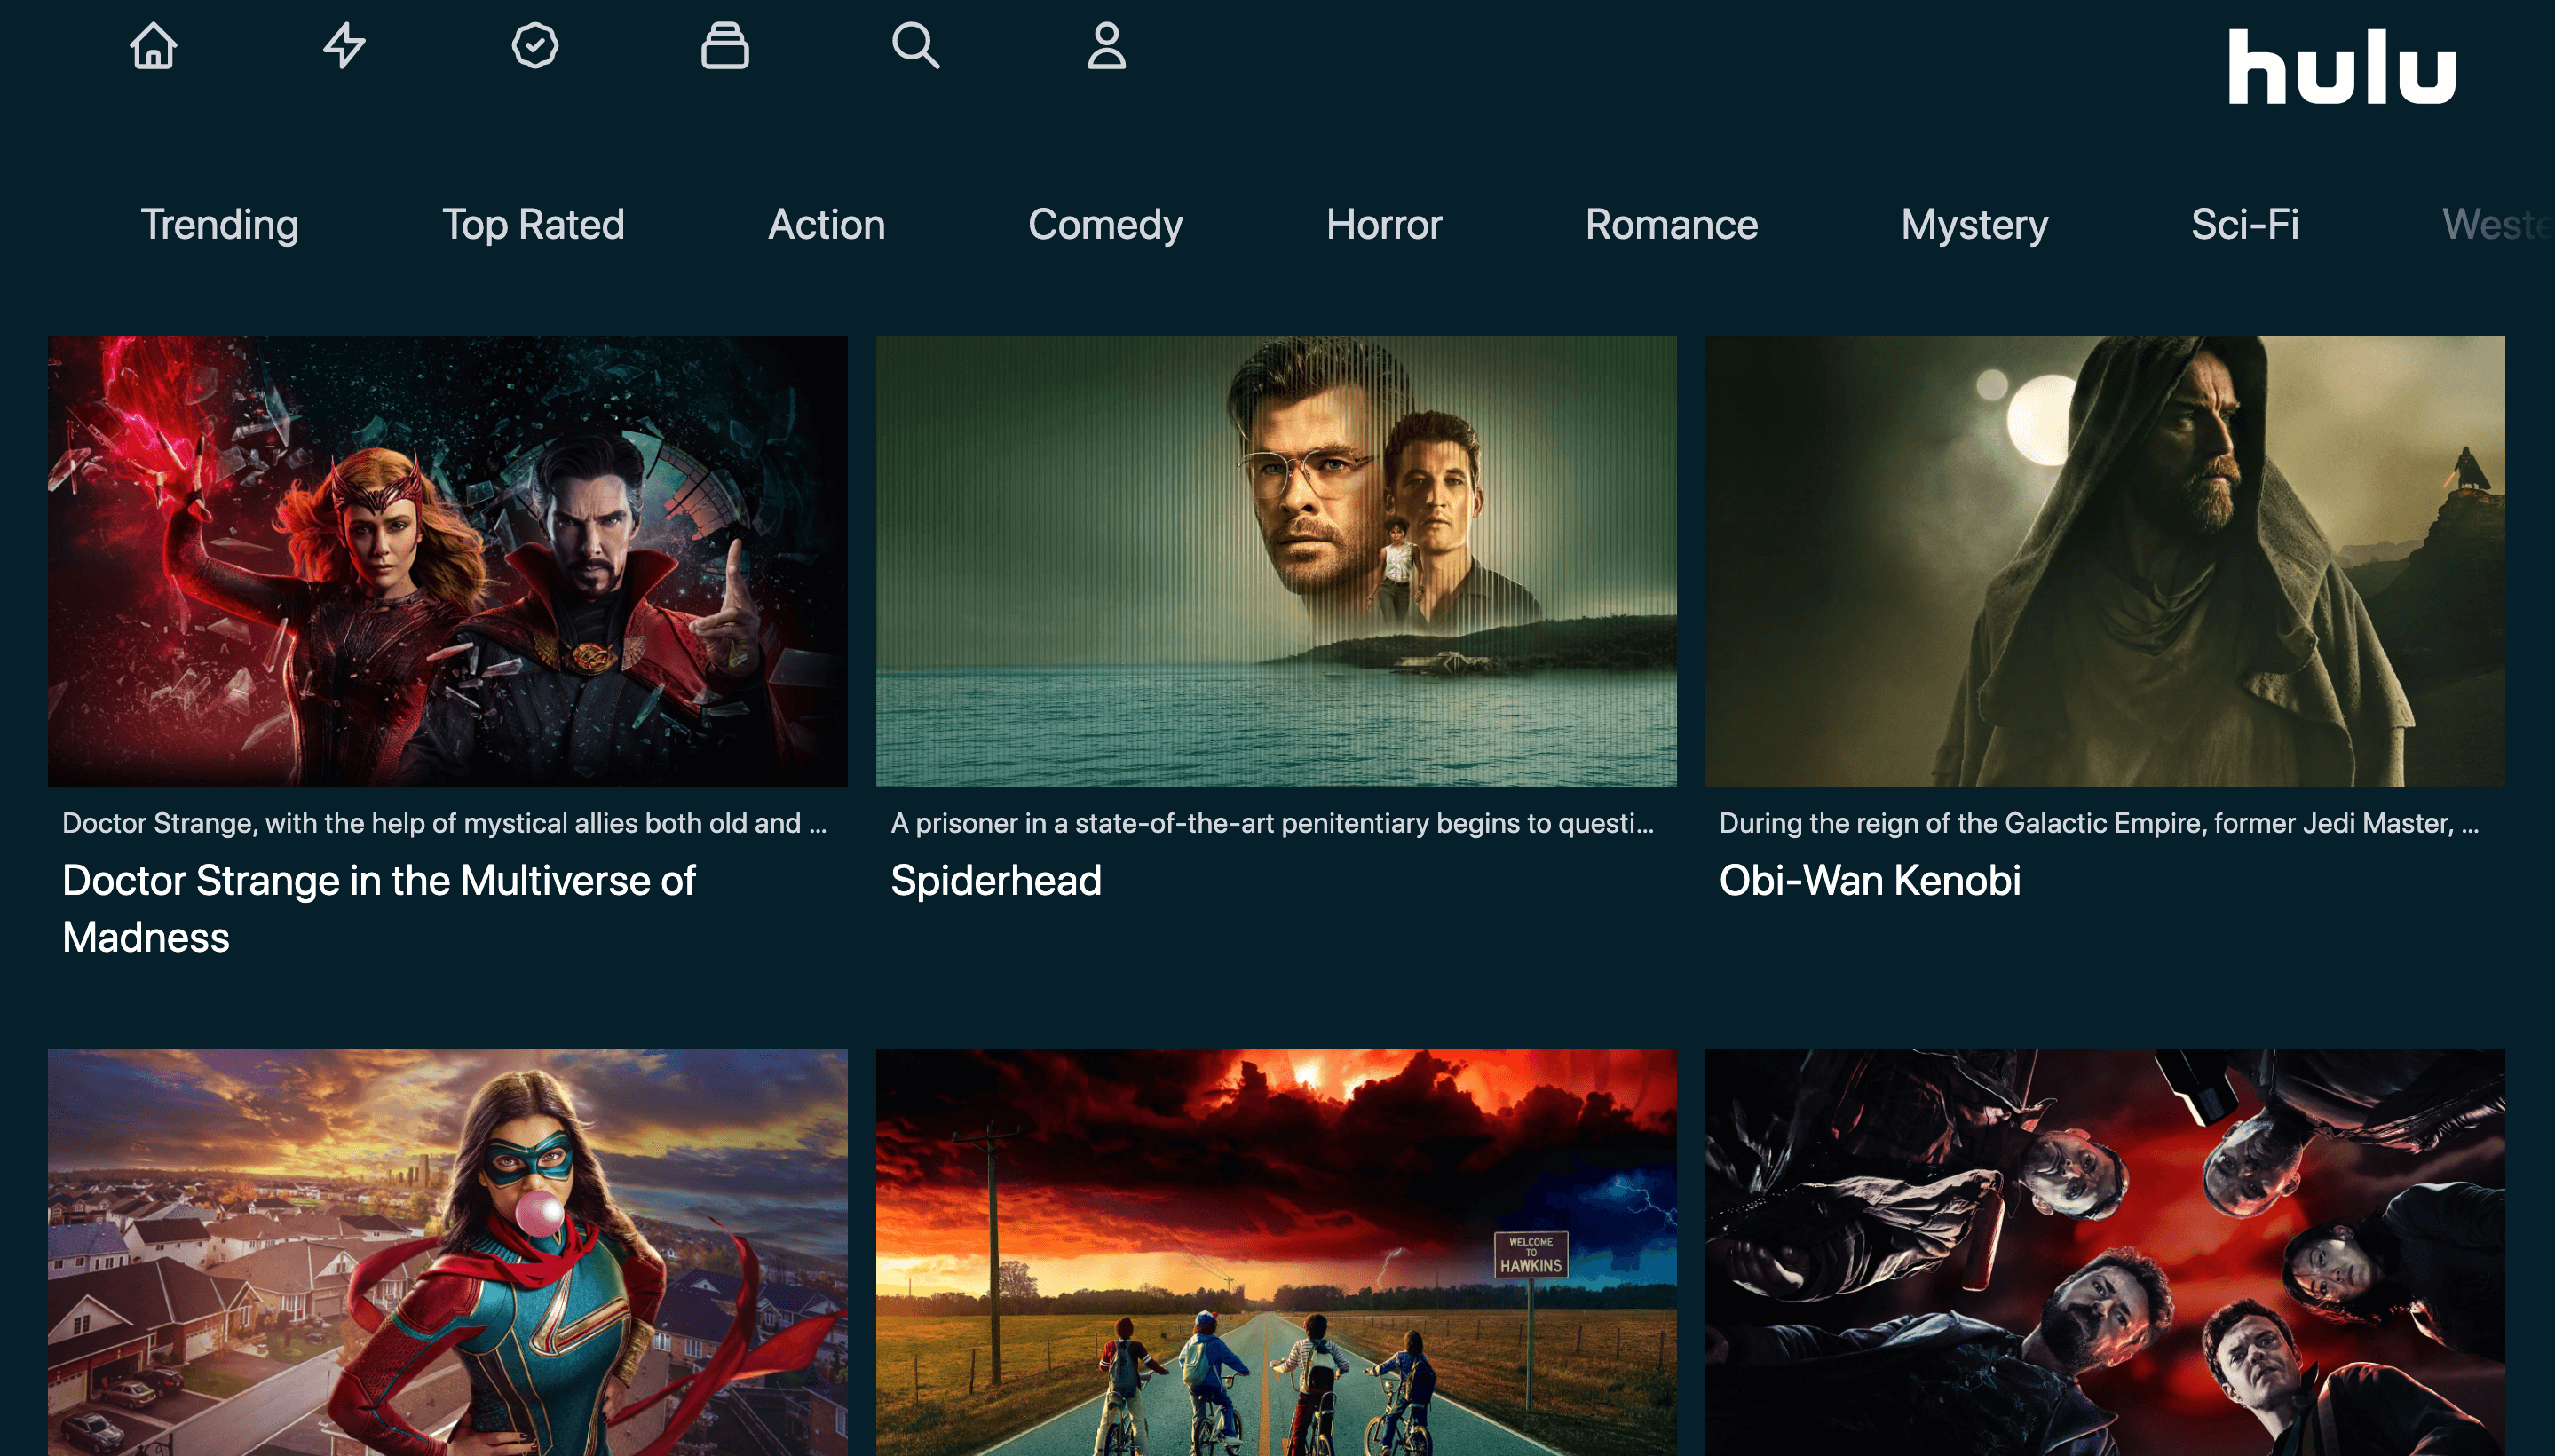 hulu
Trending Top Rated Action Comedy Horror Romance Mystery Sci-Fi Weste
Doctor Strange, with the help of mystical allies both old and ...
Doctor Strange in the Multiverse of
Madness
A prisoner in a state-of-the-art penitentiary begins to questi...
Spiderhead
During the reign of the Galactic Empire, former Jedi Master, ...
Obi-Wan Kenobi
WELCOME
TO
HAWKINS